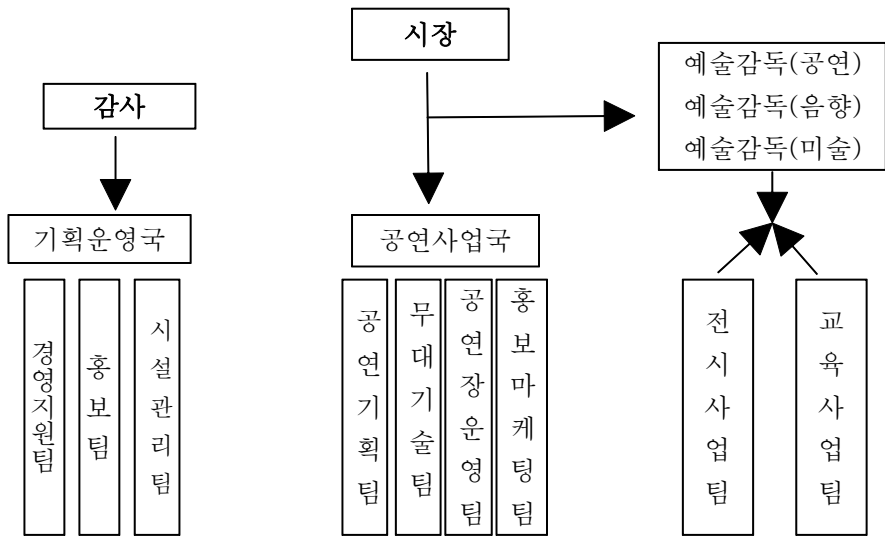 시장
예술감독(공연)
예술감독(음향)
예술감독(미술)
감사
기획운영국
공연사업국
경영지원팀
홍보팀
시설관리팀
공연기획팀
무대기술팀
공연장운영팀
홍보마케팅팀
전시사업팀
교육사업팀